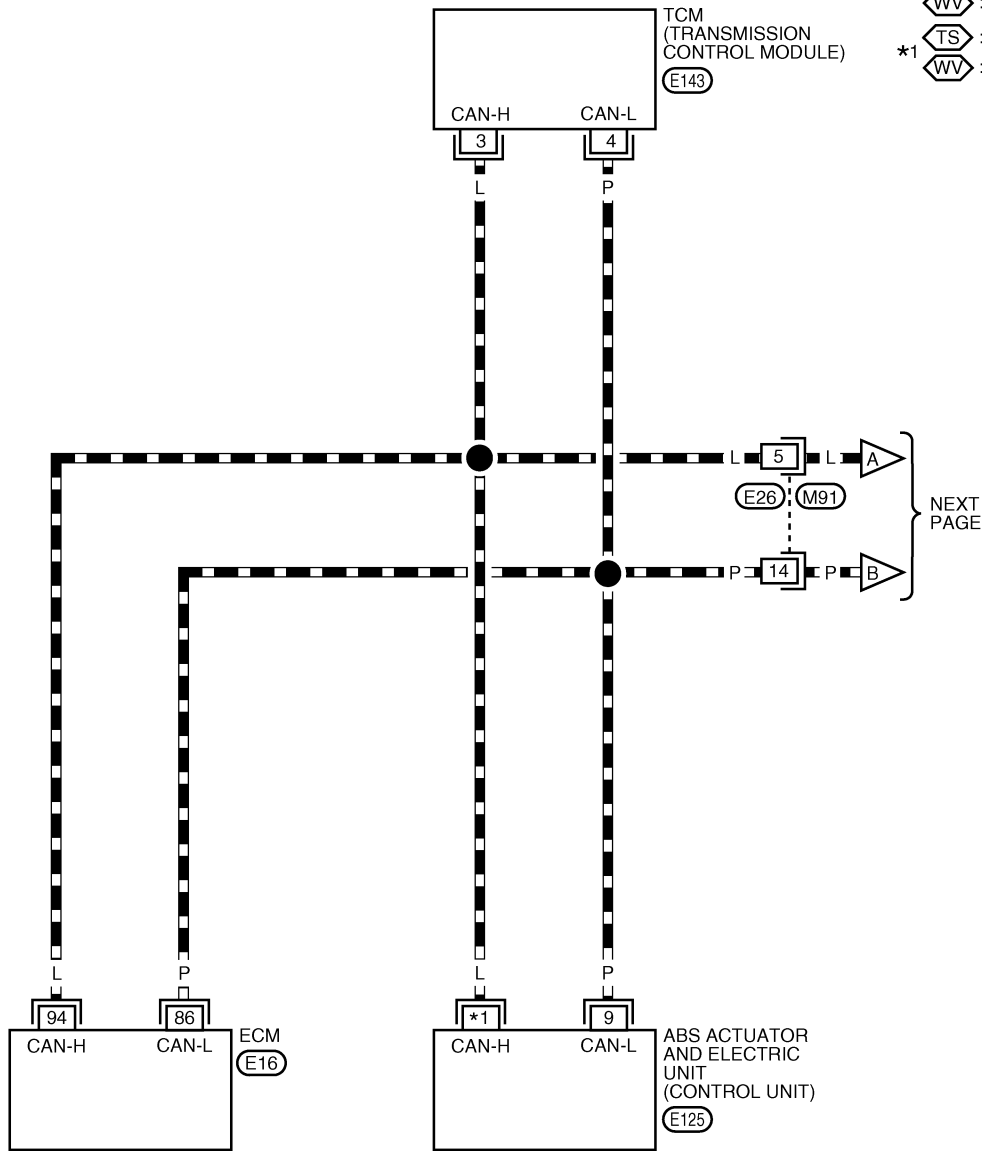 WV :
TS :
*1
WV :
TCM
(TRANSMISSION
CONTROL MODULE)
E143
CAN-H CAN-L
3 4
L P
L 5 L A
E26 M91
NEXT
PAGE
P 14 P B
L P L P
94 86 *1 9
CAN-H CAN-L
ECM
E16
CAN-H CAN-L
ABS ACTUATOR
AND ELECTRIC
UNIT
(CONTROL UNIT)
E125